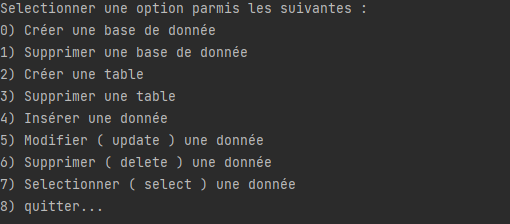 Selectionner une option parmis les suivantes :
0) Créer une base de donnée
1) Supprimer une base de donnée
2) Créer une table
3) Supprimer une table
4) Insérer une donnée
5) Modifier ( update ) une donnée
6) Supprimer ( delete ) une donnée
7) Selectionner ( select ) une donnée
8) quitter...